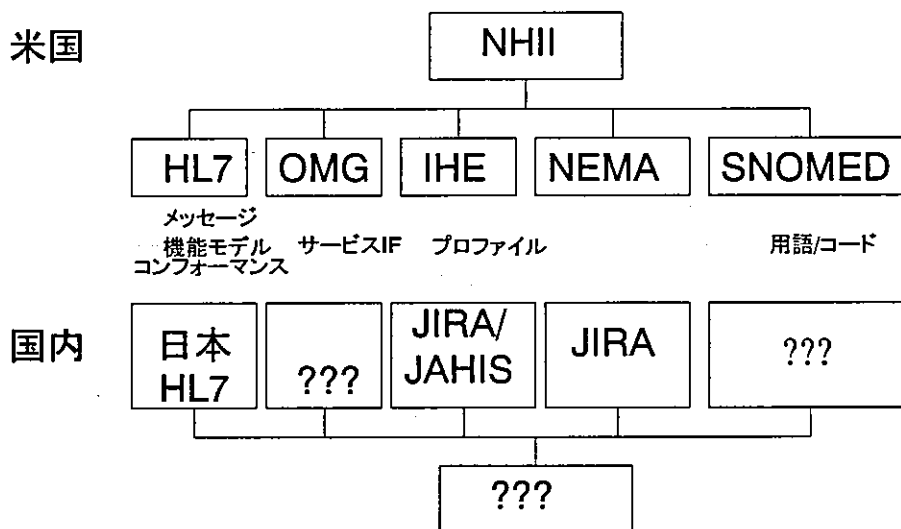 米国
NHII
HL7
OMG
IHE
NEMA
SNOMED
メッセージ
機能モデル
コンフォーマンス
サービスIF
プロファイル
用語/コード
国内
日本
HL7
???
JIRA/
JAHIS
JIRA
???
???